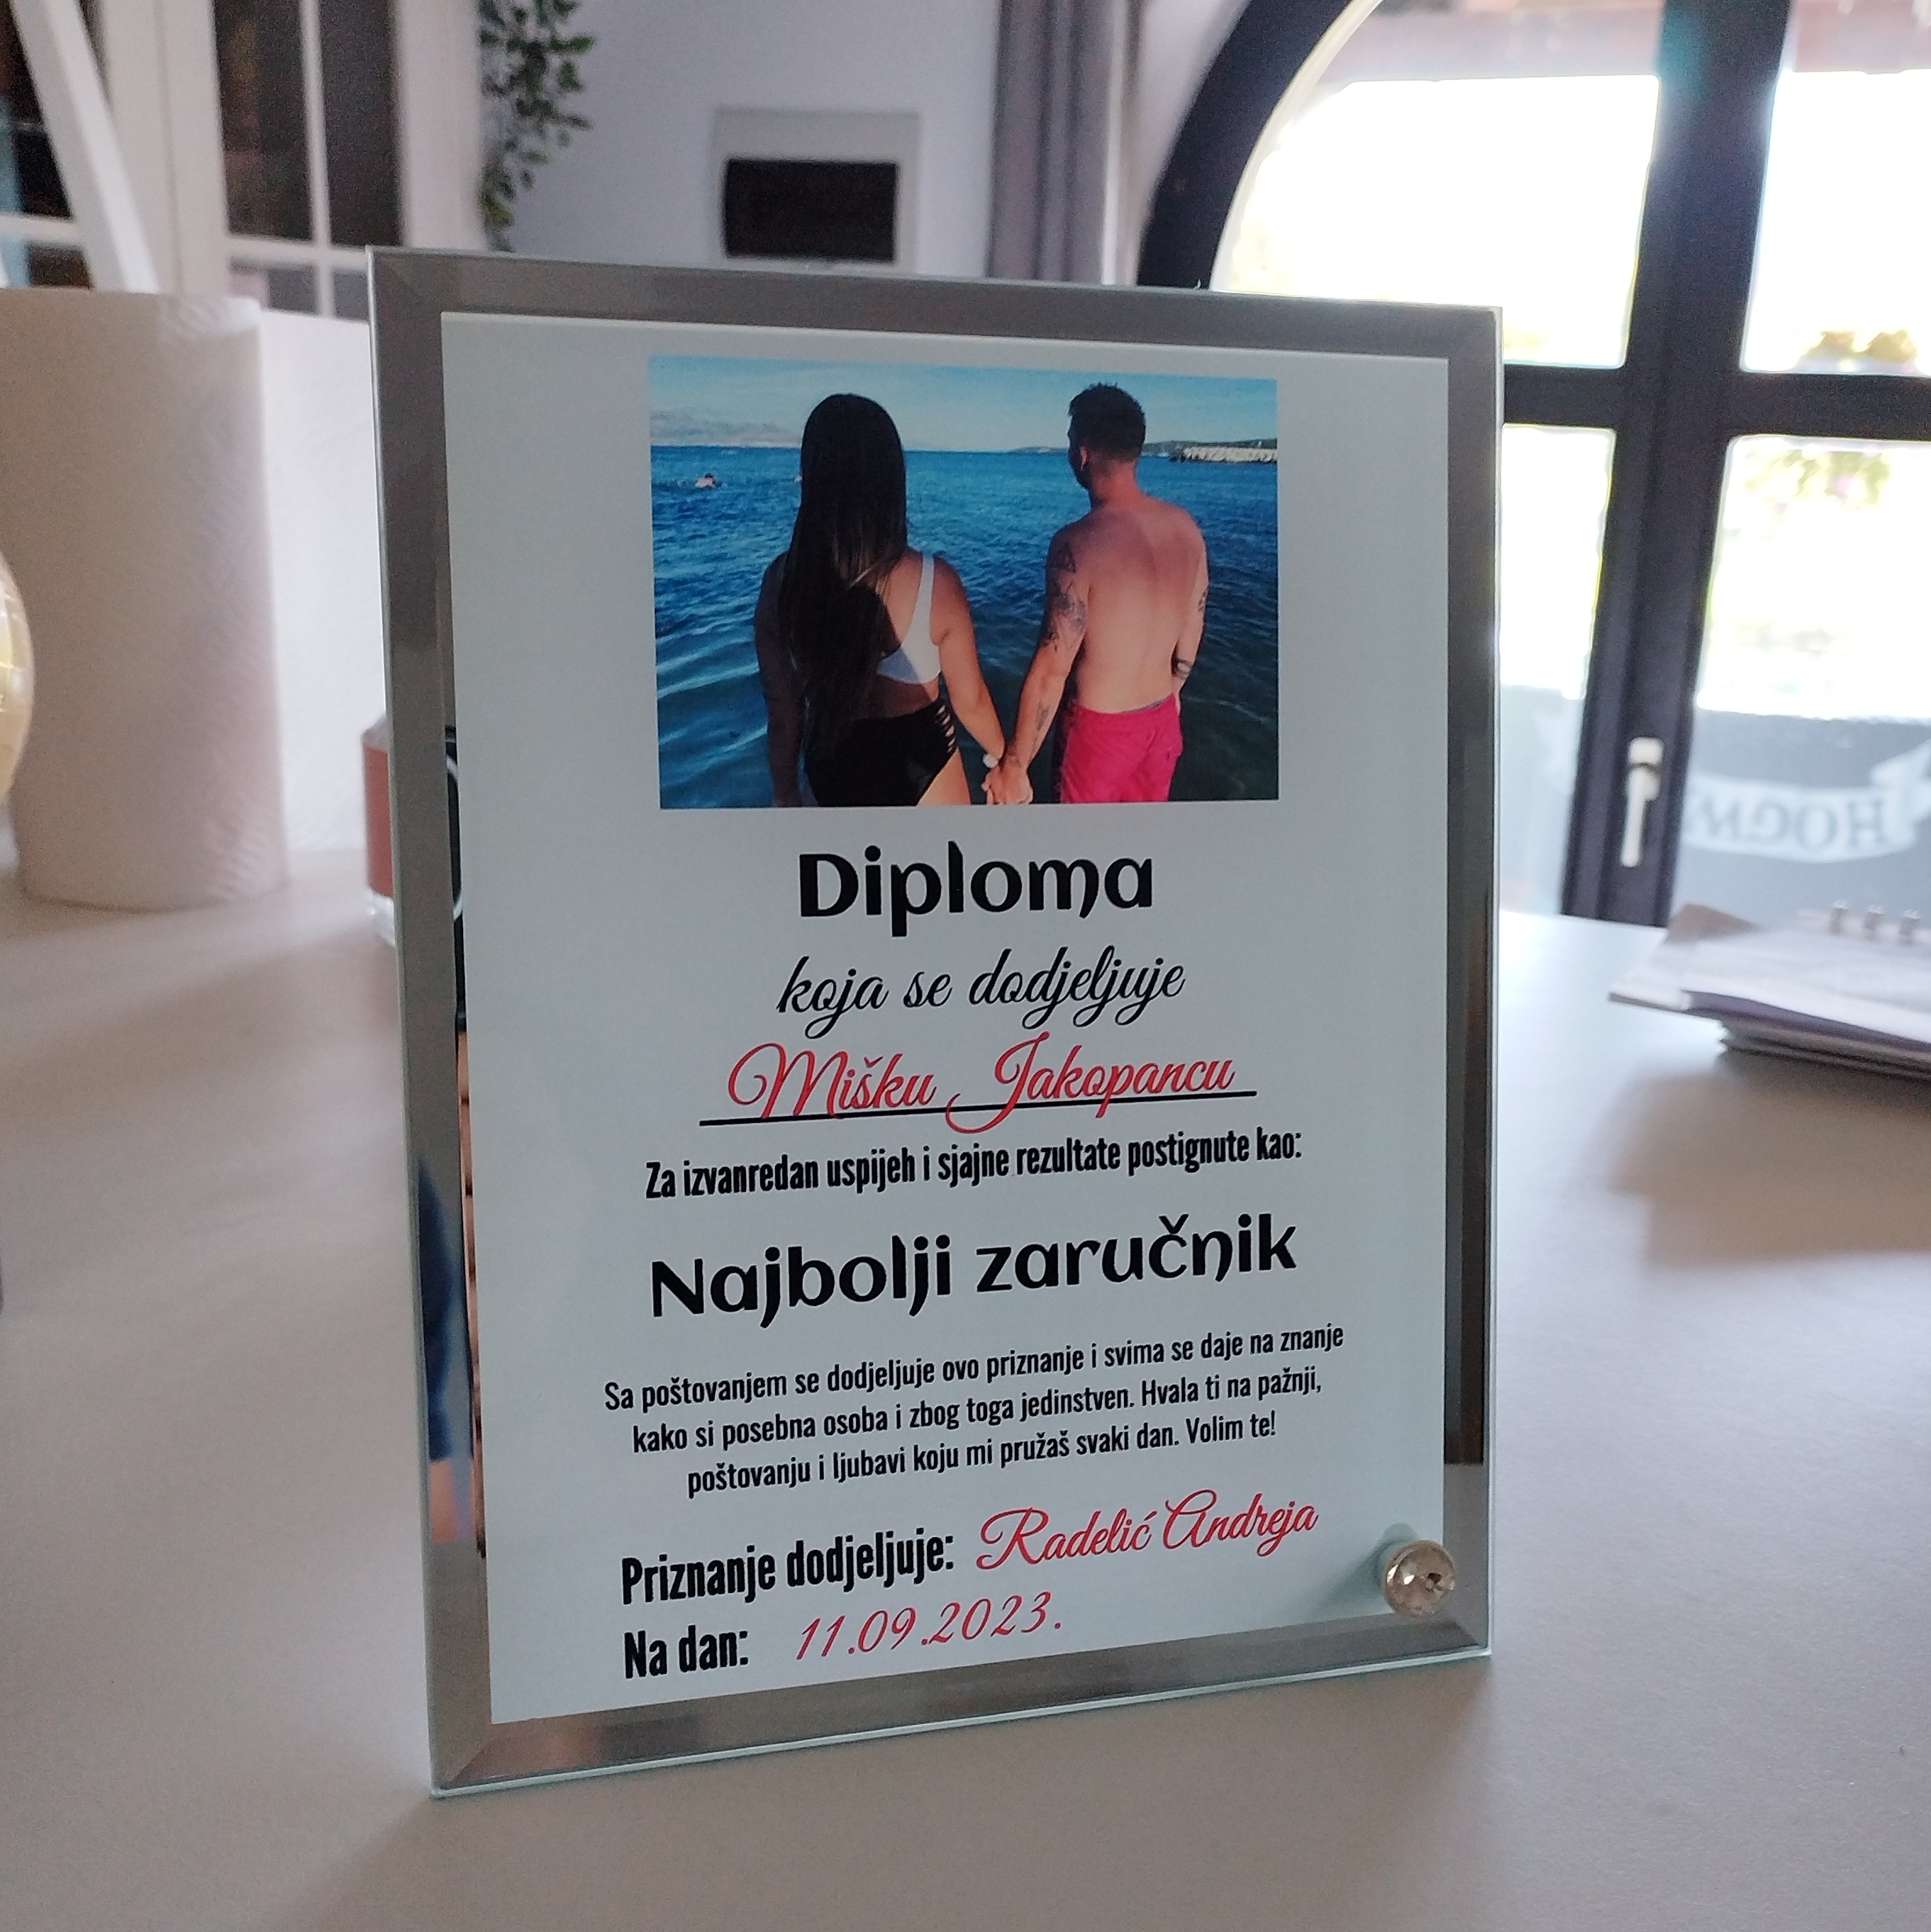 Diploma
koja se dodjeljuje
Mišku Jakopancu
Za izvanredan uspijeh i sjajne rezultate postignute kao:
Najbolji zaručnik
Sa poštovanjem se dodjeljuje ovo priznanje i svima se daje na znanje
kako si posebna osoba i zbog toga jedinstven. Hvala ti na pažnji,
poštovanju i ljubavi koju mi pružaš svaki dan. Volim te!
Priznanje dodjeljuje: Radelić Andreja
Na dan: 11.09.2023.